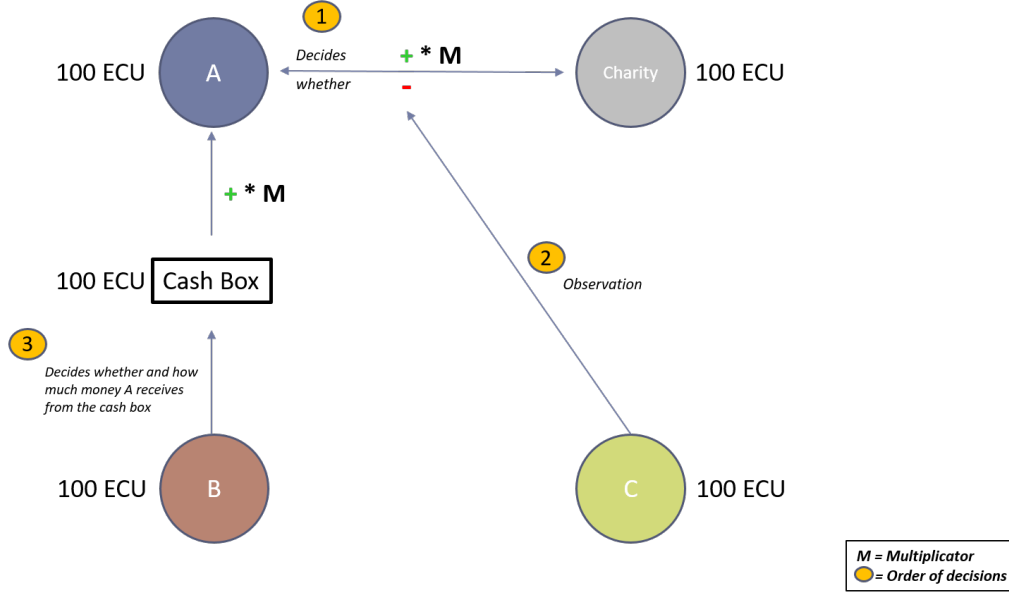 1
100 ECU
A
Decides
whether
+ * M
-
Charity
100 ECU
+ * M
100 ECU
Cash Box
2
Observation
3
Decides whether and how
much money A receives
from the cash box
100 ECU
B
C
100 ECU
M = Multiplicator
= Order of decisions